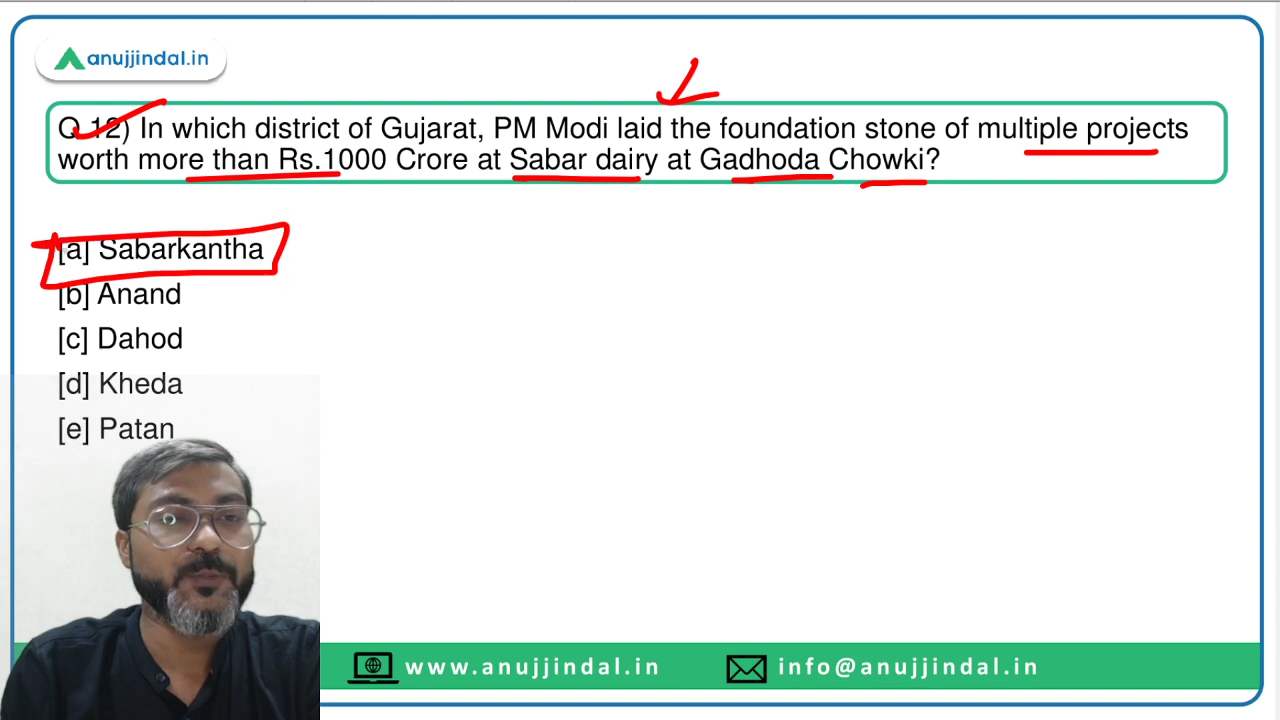 anujjindal.in
Q.12) In which district of Gujarat, PM Modi laid the foundation stone of multiple projects
worth more than Rs.1000 Crore at Sabar dairy at Gadhoda Chowki?
[a] Sabarkantha
[b] Anand
[c] Dahod
[d] Kheda
[e] Patan
www.anujjindal.in
info@anujjindal.in